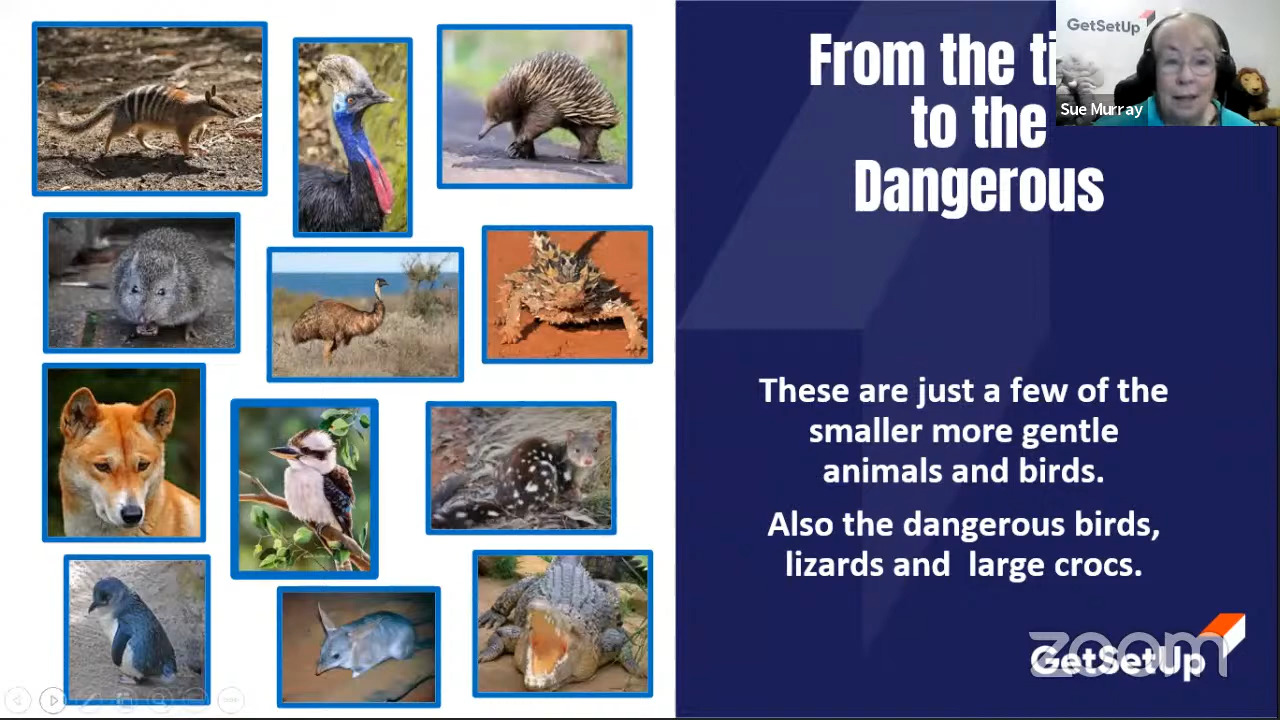 From the
to the
Dangerous
GetSetUp
Sue Murray
These are just a few of the
smaller more gentle
animals and birds.
Also the dangerous birds,
lizards and large crocs.
zoom
GetSetUp